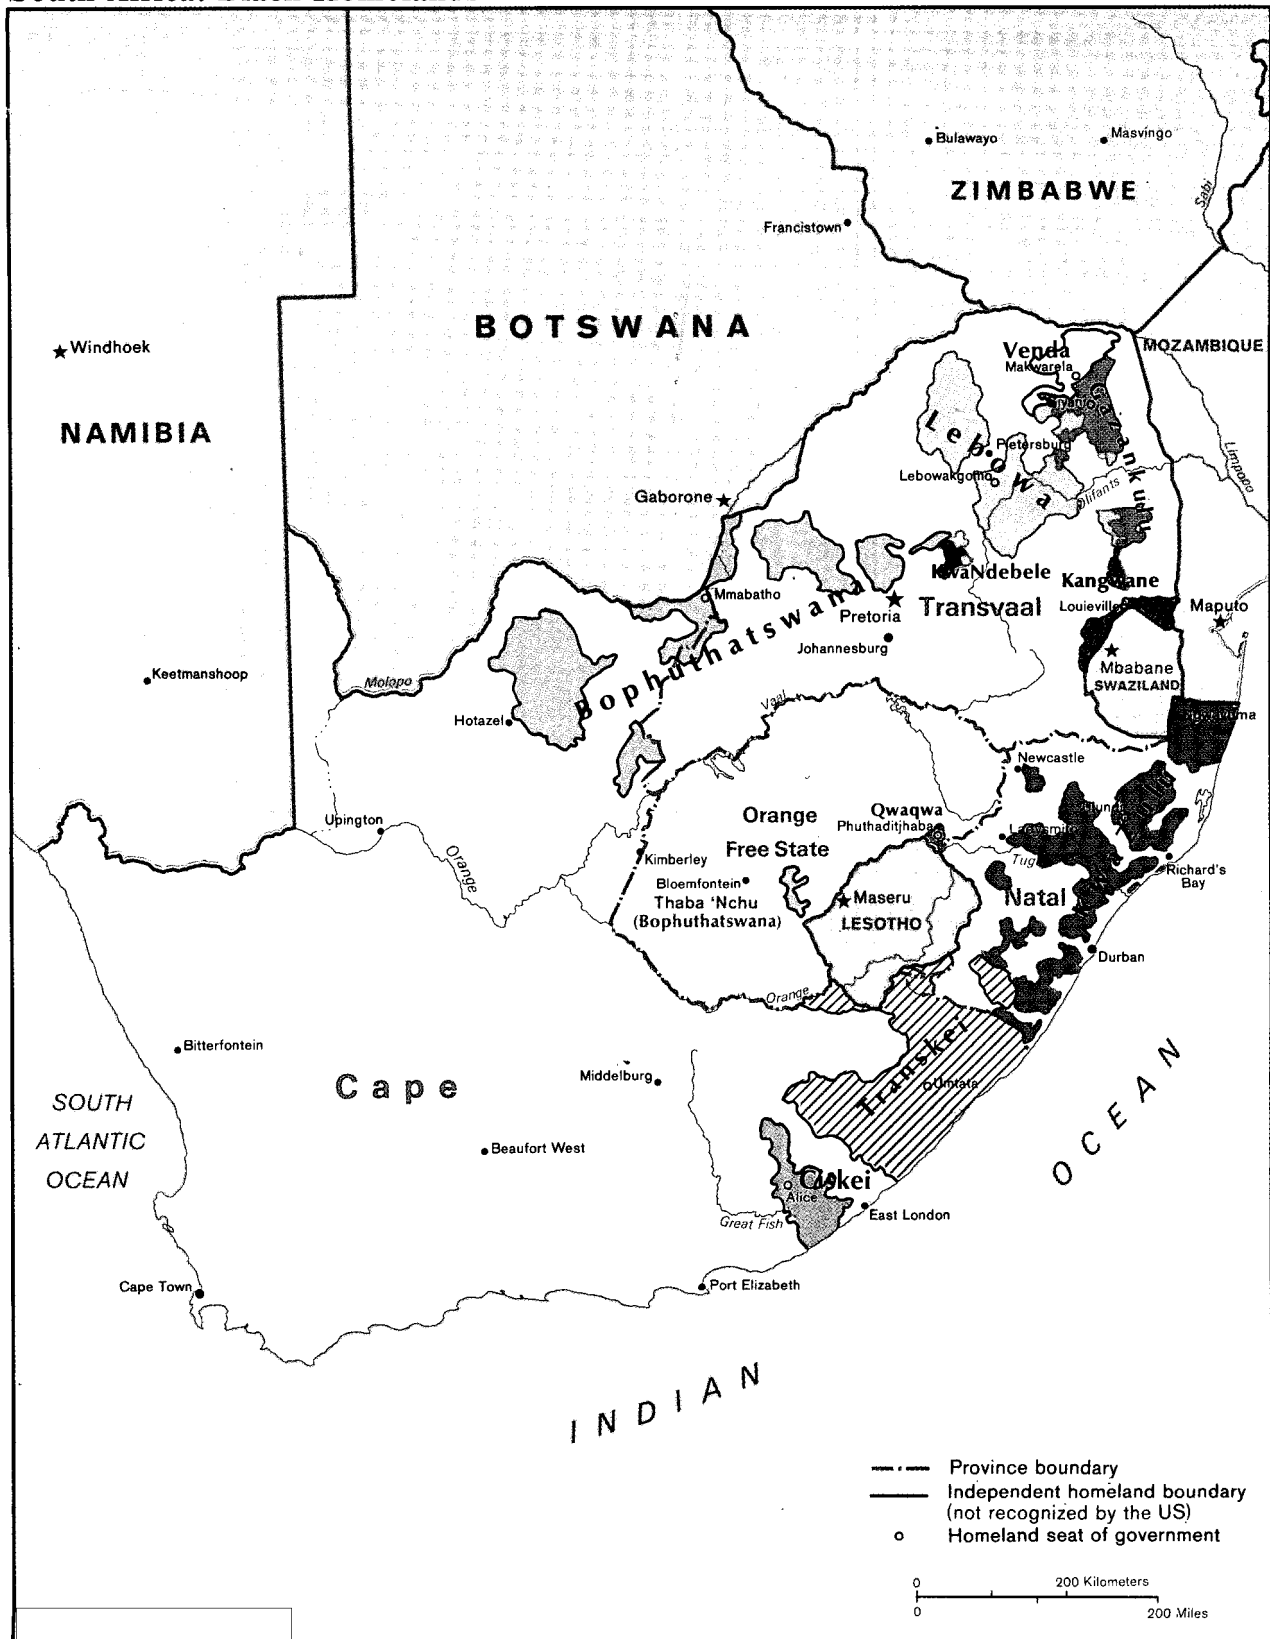 Bulawayo
Masvingo
ZIMBABWE
Sabi
Francistown
BOTSWANA
Windhoek
NAMIBIA
MOZAMBIQUE
Venda
Makwarela
Gazankulu
Lebowa
Pietersburg
Lebowakgomo
Olifants
Limpopo
Gaborone
KwaNdebele
Kangwane
Louieville
Maputo
Mmabatho
Bophuthatswana
Pretoria
Transvaal
Johannesburg
Mbabane
SWAZILAND
Keetmanshoop
Molopo
Hotazel
Vaal
Newcastle
Upington
Orange
Orange
Free State
Qwaqwa
Phuthaditjhaba
Ladysmith
Kimberley
Bloemfontein
Thaba 'Nchu
(Bophuthatswana)
Maseru
LESOTHO
Tug
Richard's
Bay
Natal
Durban
Orange
Transkei
Umtata
Bitterfontein
Cape
Middelburg
SOUTH
ATLANTIC
OCEAN
Beaufort West
Ciskei
Alice
Great Fish
East London
Cape Town
Port Elizabeth
INDIAN
OCEAN
Province boundary
Independent homeland boundary
(not recognized by the US)
Homeland seat of government
0 200 Kilometers
0 200 Miles